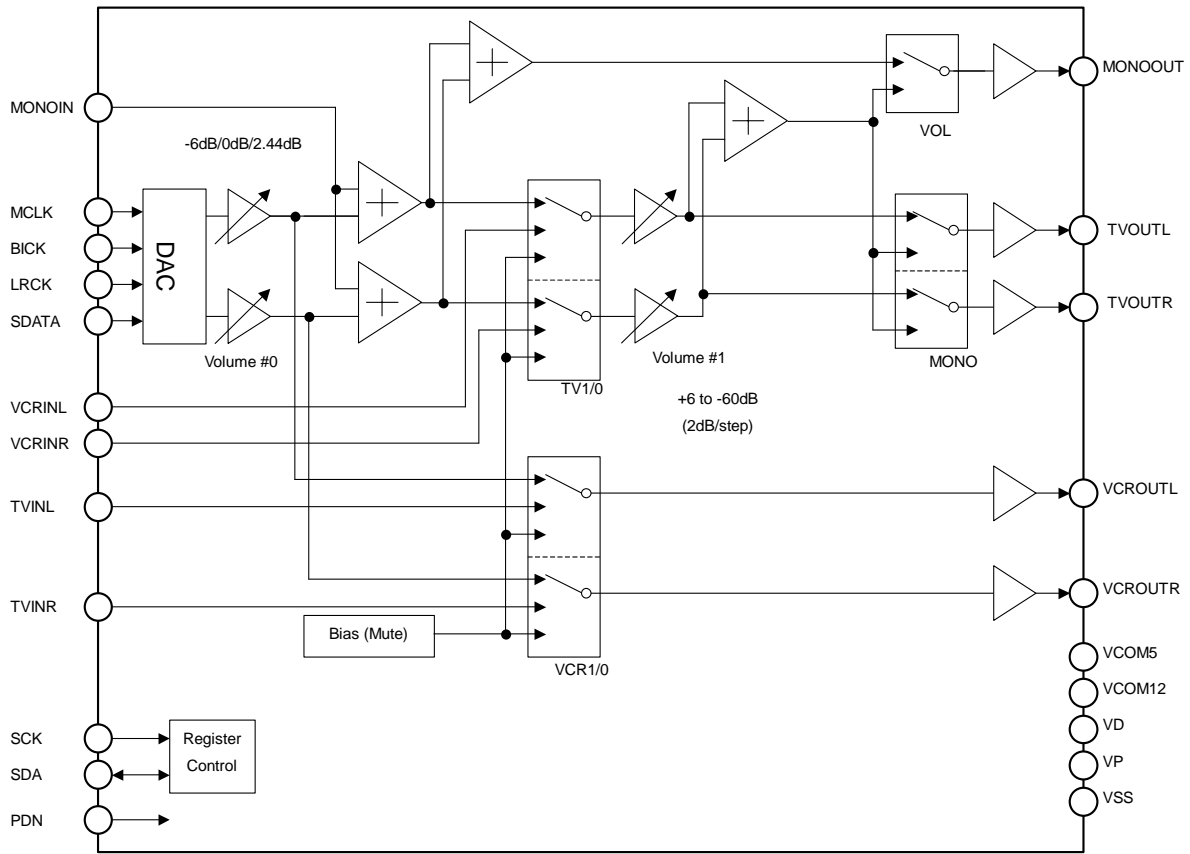 MONOOUT
MONOIN
VOL
-6dB/0dB/2.44dB
MCLK
BICK
LRCK
SDATA
DAC
TVOUTL
TVOUTR
Volume #0
Volume #1
MONO
TV1/0
+6 to -60dB
(2dB/step)
VCRINL
VCRINR
TVINL
VCROUTL
TVINR
VCROUTR
Bias (Mute)
VCR1/0
VCOM5
VCOM12
VD
VP
VSS
SCK
SDA
PDN
Register
Control